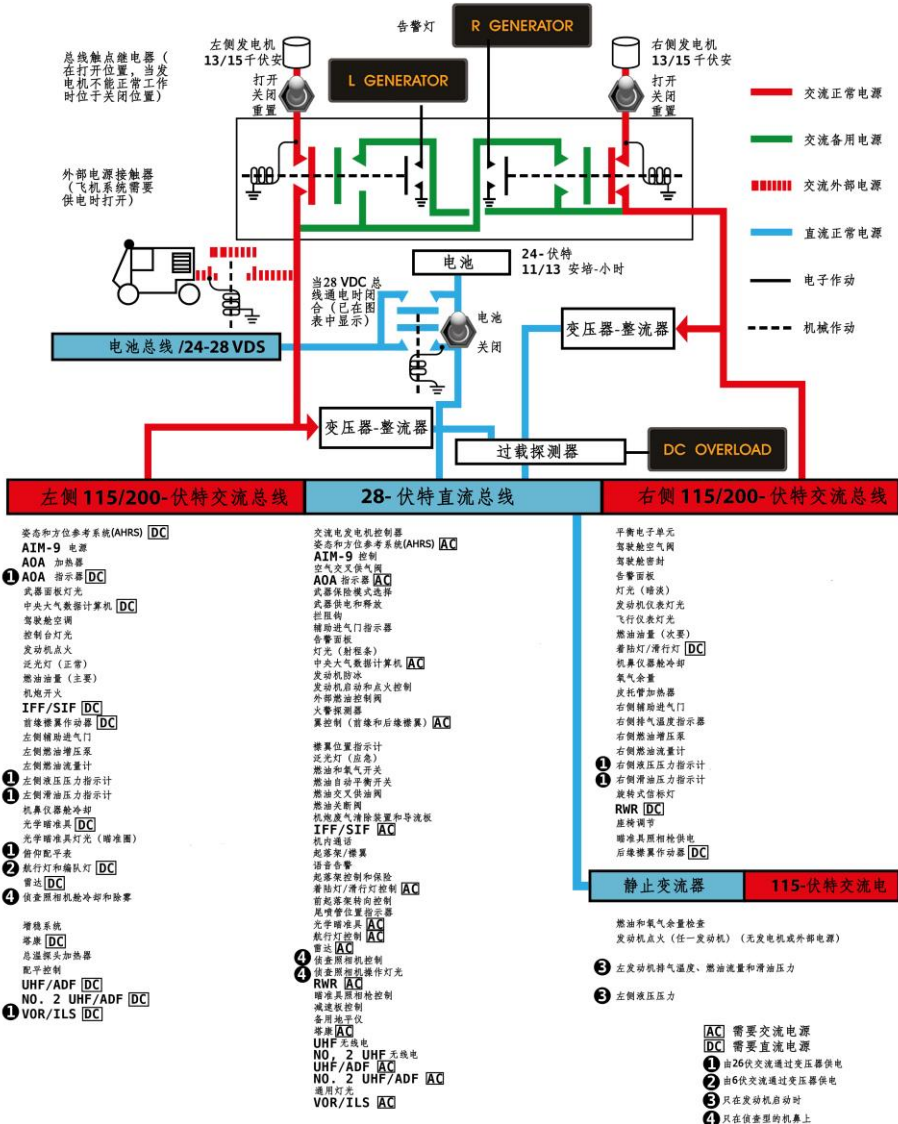 告警灯
R GENERATOR
左侧发电机
13/15千伏安
右侧发电机
13/15千伏安
总线触点继电器（
在打开位置，当发
电机不能正常工作
时位于关闭位置）
打开
关闭
重置
L GENERATOR
打开
关闭
重置
交流正常电源
交流备用电源
交流外部电源
直流正常电源
电子作动
机械作动
外部电源接触器
（飞机系统需要
供电时打开）
电池
24-伏特
11/13 安培-小时
当28 VDC 总
线通电时闭
合（已在图
表中显示）
电池
关闭
变压器-整流器
电池总线 /24-28 VDS
变压器-整流器
过载探测器
DC OVERLOAD
左侧 115/200-伏特交流总线
28-伏特直流总线
右侧 115/200-伏特交流总线
姿态和方位参考系统(AHRS) DC
AIM-9 电源
AOA 加热器
1 AOA 指示器 DC
武器面板灯光
中央大气数据计算机 DC
驾驶舱空调
控制台灯光
发动机点火
泛光灯（正常）
燃油油量（主要）
机炮开火
IFF/SIF DC
前缘襟翼作动器 DC
左侧辅助进气门
左侧燃油增压泵
左侧燃油流量计
1 左侧液压压力指示计
1 左侧滑油压力指示计
机鼻仪器舱冷却
光学瞄准具 DC
光学瞄准具灯光（瞄准圈）
1 俯仰配平表
2 航行灯和编队灯 DC
雷达 DC
4 侦查照相机舱冷却和除雾
增稳系统
塔康 DC
总温探头加热器
配平控制
UHF/ADF DC
NO. 2 UHF/ADF DC
1 VOR/ILS DC
交流电发电机控制器
姿态和方位参考系统(AHRS) AC
AIM-9 控制
空气交叉供气阀
AOA 指示器 AC
武器保险模式选择
武器供电和释放
拦阻钩
辅助进气门指示器
告警面板
灯光（射程条）
中央大气数据计算机 AC
发动机防冰
发动机启动和点火控制
外部燃油控制阀
火警探测器
翼控制（前缘和后缘襟翼） AC
襟翼位置指示计
泛光灯（应急）
燃油和氧气开关
燃油自动平衡开关
燃油交叉供油阀
燃油关断阀
机炮废气清除装置和导流板
IFF/SIF AC
机内通话
起落架/襟翼
语音告警
起落架控制和保险
着陆灯/滑行灯控制 AC
前起落架转向控制
尾喷管位置指示器
光学瞄准具 AC
航行灯控制 AC
雷达 AC
4 侦查照相机控制
4 侦查照相机操作灯光
RWR AC
瞄准具照相枪控制
减速板控制
备用地平仪
塔康 AC
UHF 无线电
NO, 2 UHF 无线电
UHF/ADF AC
NO. 2 UHF/ADF AC
通用灯光
VOR/ILS AC
平衡电子单元
驾驶舱空气阀
驾驶舱密封
告警面板
灯光（暗淡）
发动机仪表灯光
飞行仪表灯光
燃油油量（次要）
着陆灯/滑行灯 DC
机鼻仪器舱冷却
氧气余量
皮托管加热器
右侧辅助进气门
右侧排气温度指示器
右侧燃油增压泵
右侧燃油流量计
1 右侧液压压力指示计
1 右侧滑油压力指示计
旋转式信标灯
RWR DC
座椅调节
瞄准具照相枪供电
后缘襟翼作动器 DC
静止变流器
115-伏特交流电
燃油和氧气余量检查
发动机点火（任一发动机）（无发电机或外部电源）
3 左发动机排气温度、燃油流量和滑油压力
3 左侧液压压力
AC 需要交流电源
DC 需要直流电源
1 由26伏交流通过变压器供电
2 由6伏交流通过变压器供电
3 只在发动机启动时
4 只在侦查型的机鼻上